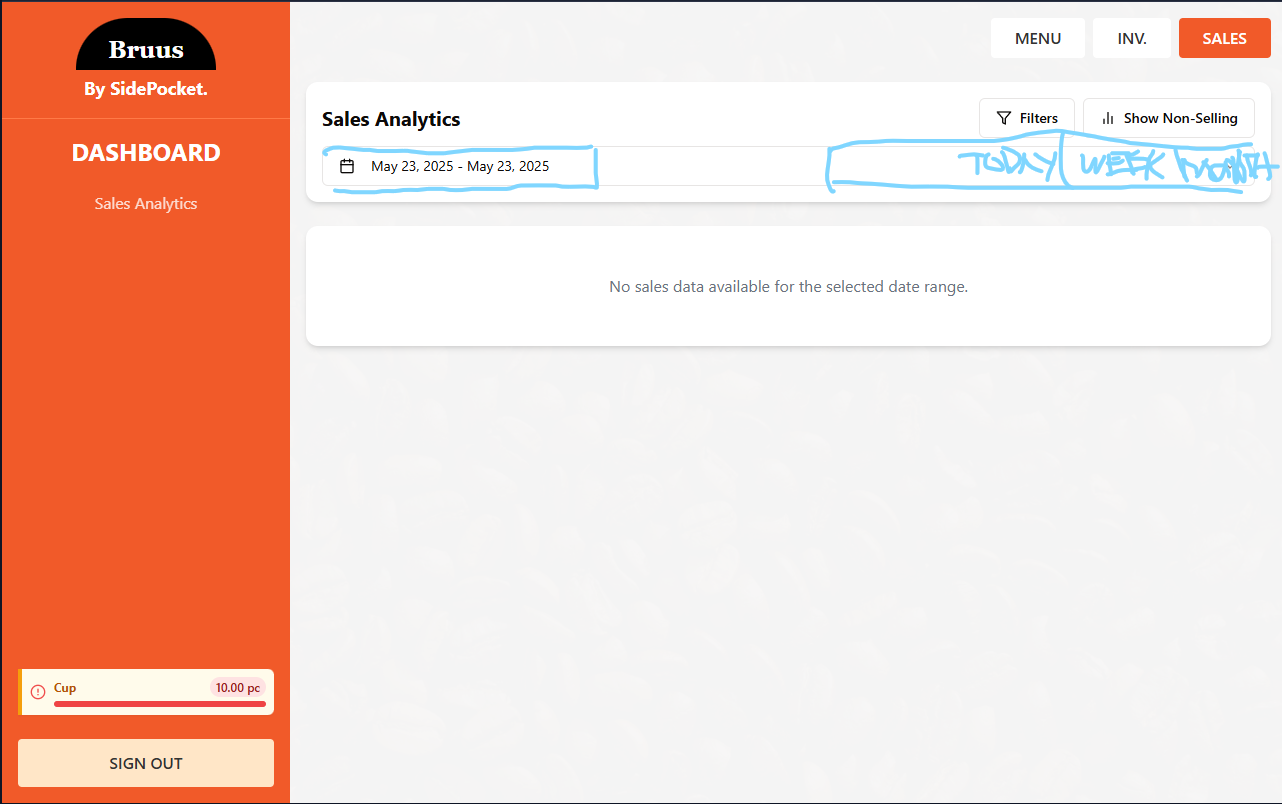 Bruus
By SidePocket.
DASHBOARD
Sales Analytics
MENU INV. SALES
Sales Analytics
Filters Show Non-Selling
May 23, 2025 - May 23, 2025
TODAY WEEK MONTH
No sales data available for the selected date range.
Cup 10.00 pc
SIGN OUT